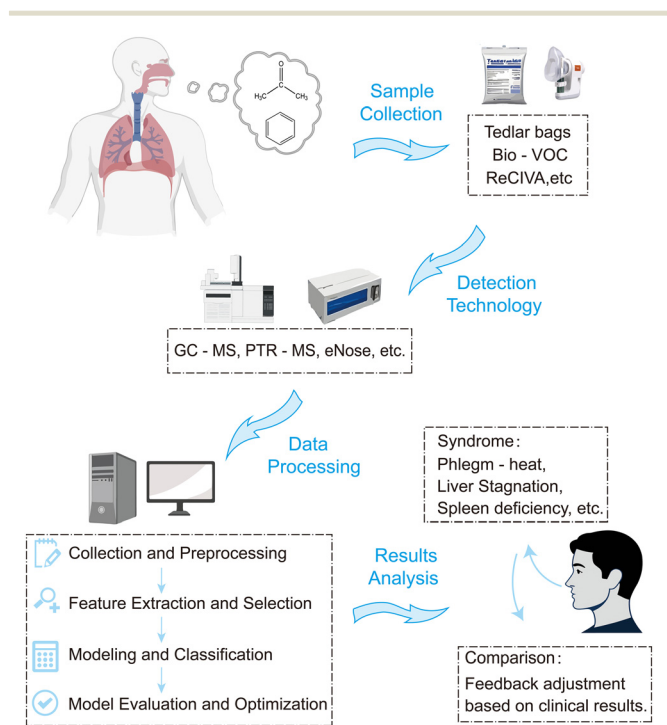 O
H₃C
CH₃
Sample
Collection
Tedlar bags
Bio - VOC
ReCIVA,etc
Detection
Technology
GC - MS, PTR - MS, eNose, etc.
Data
Processing
Syndrome:
Phlegm - heat,
Liver Stagnation,
Spleen deficiency, etc.
Collection and Preprocessing
Feature Extraction and Selection
Modeling and Classification
Model Evaluation and Optimization
Results
Analysis
Comparison:
Feedback adjustment
based on clinical results.